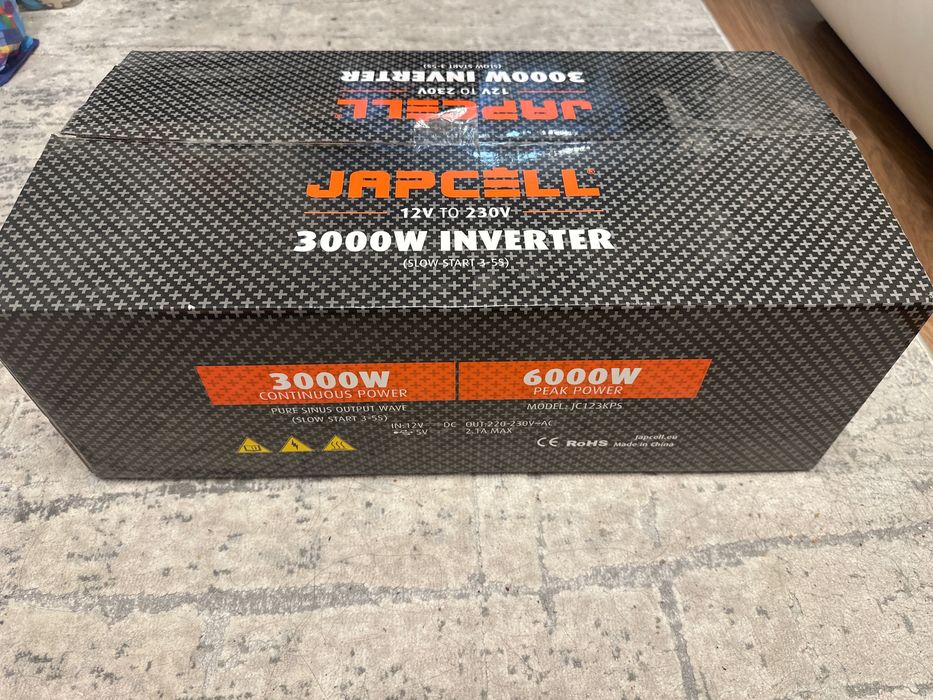 (SLOW START 3-5S)
3000W INVERTER
12V TO 230V
JAPCELL
JAPCELL®
12V TO 230V
3000W INVERTER
(SLOW START 3-5S)
3000W
CONTINUOUS POWER
6000W
PEAK POWER
PURE SINUS OUTPUT WAVE
(SLOW START 3-5S)
MODEL: JC123KPS
IN:12V DC OUT:220-230V~AC
5V 2.1A MAX
CE RoHS
Japcell.eu
Made in China